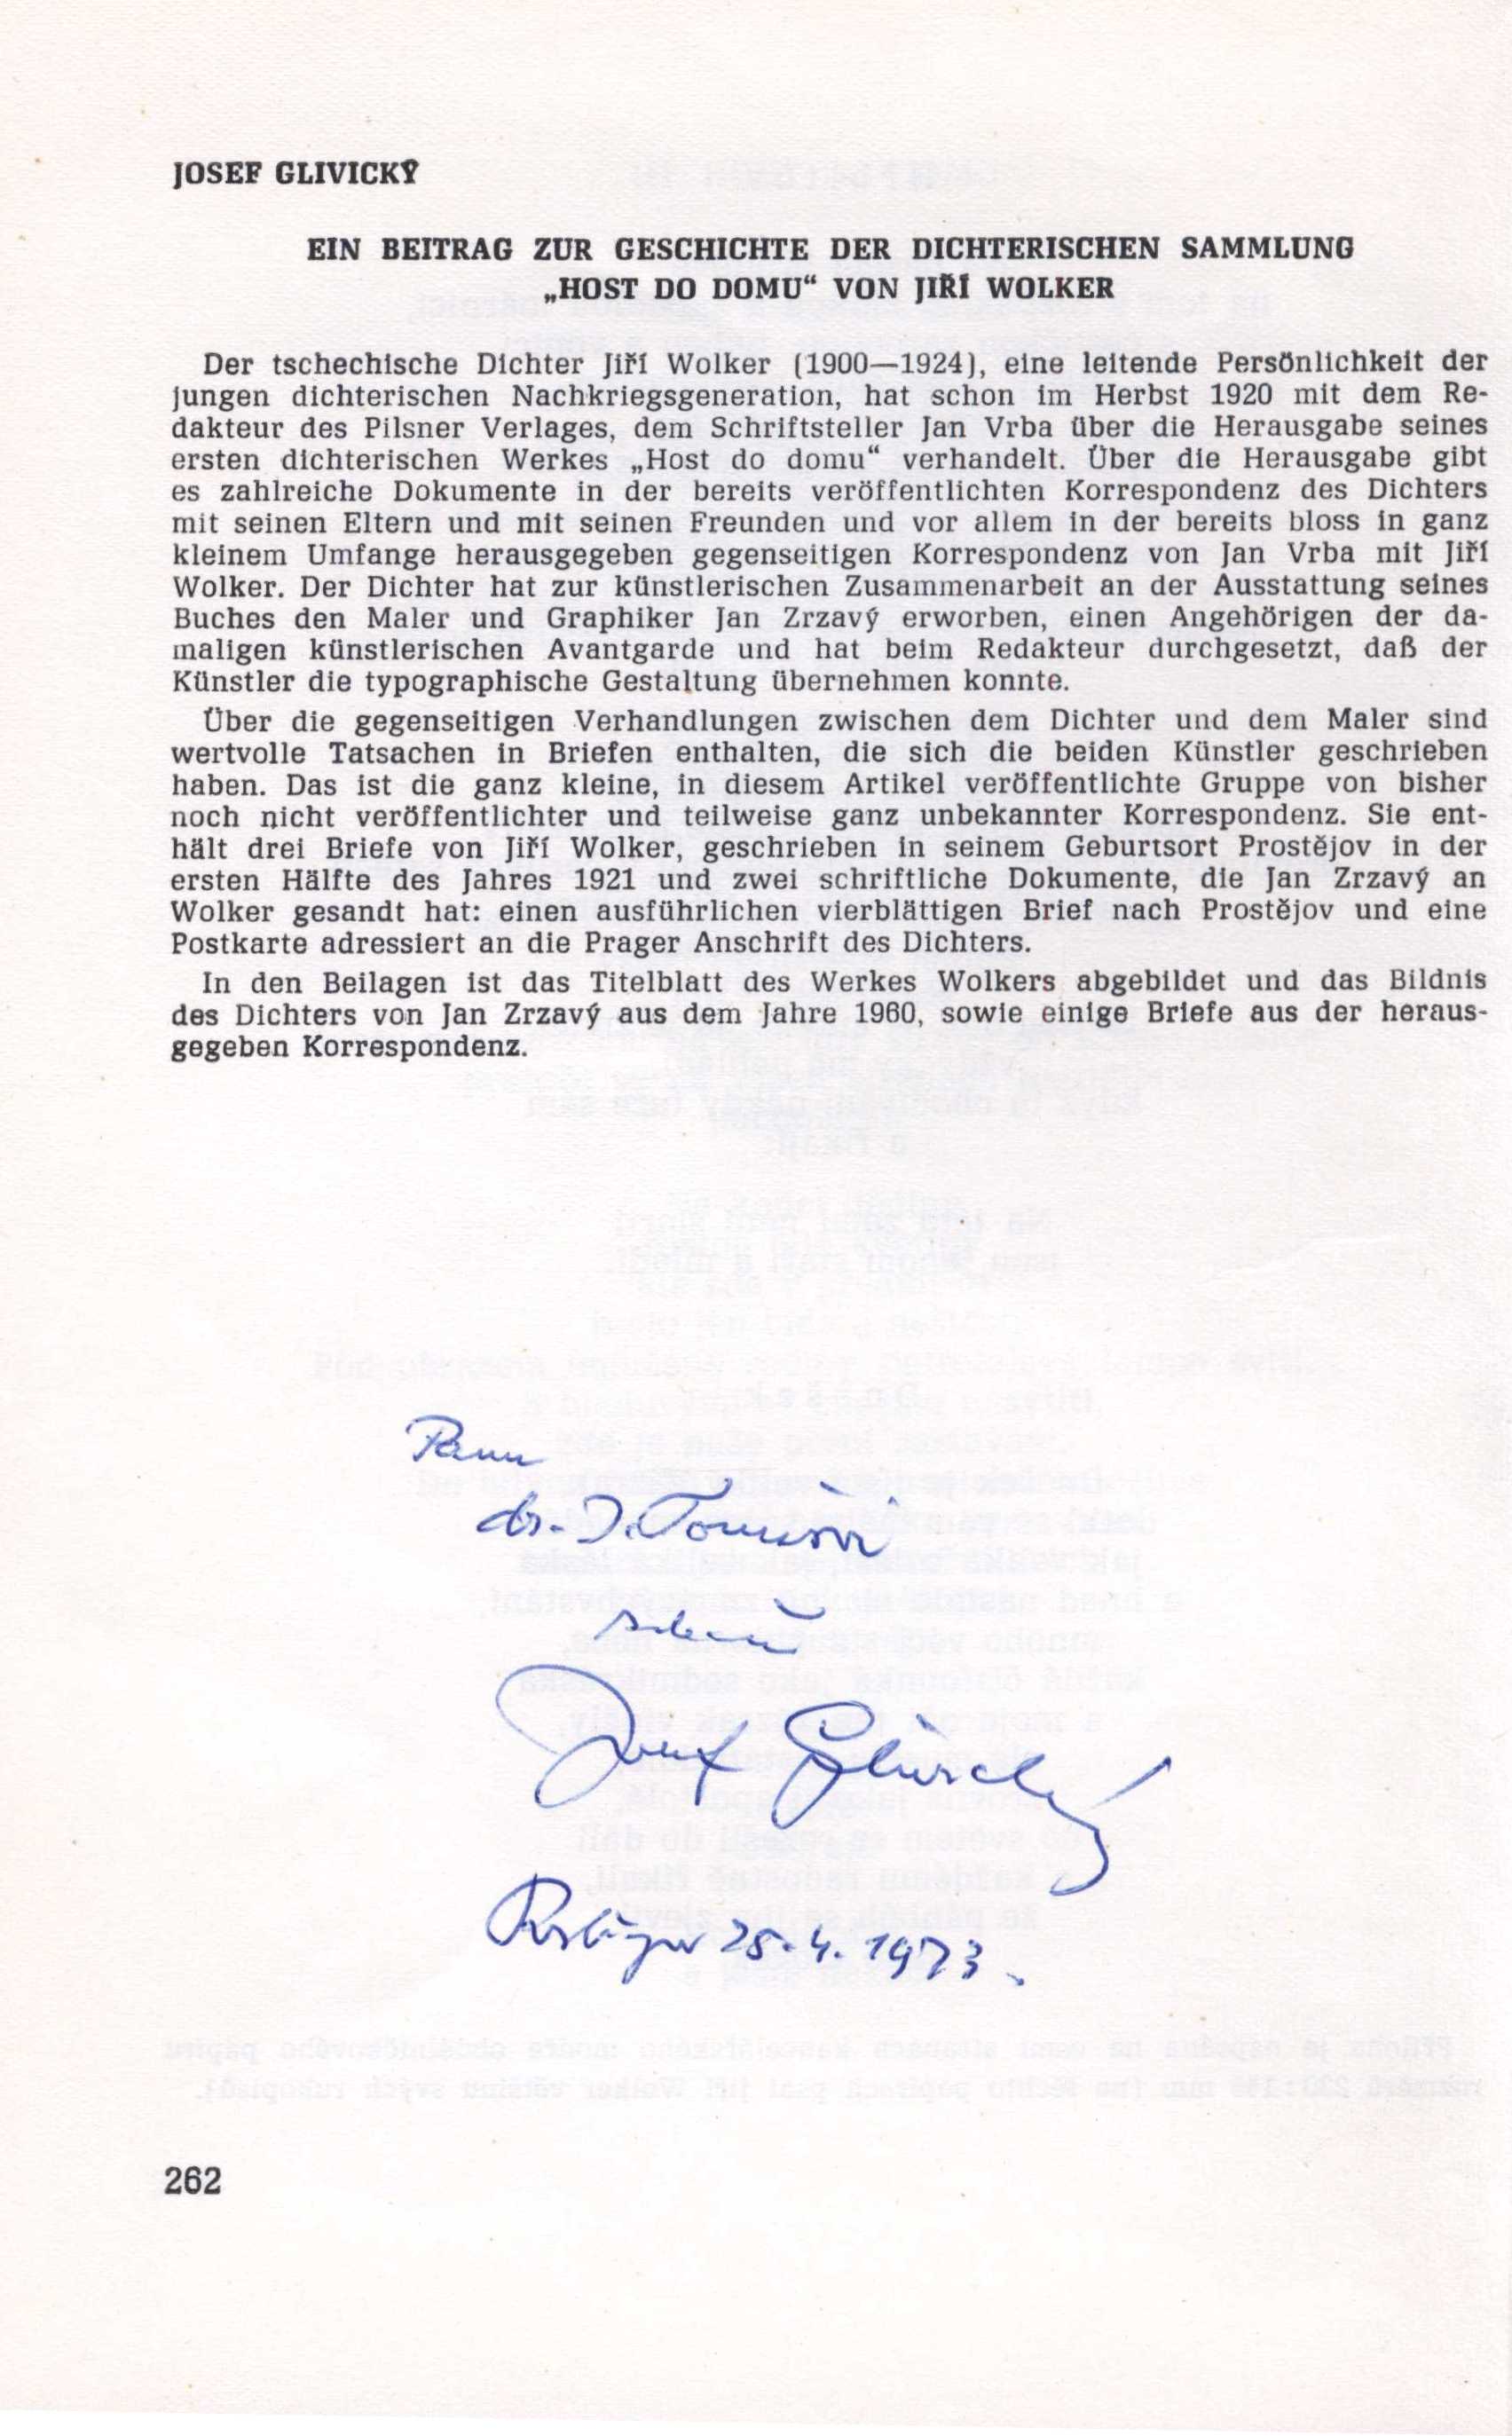 JOSEF GLIVICKÝ
EIN BEITRAG ZUR GESCHICHTE DER DICHTERISCHEN SAMMLUNG
„HOST DO DOMU“ VON JIŘÍ WOLKER
Der tschechische Dichter Jiří Wolker (1900—1924), eine leitende Persönlichkeit der
jungen dichterischen Nachkriegsgeneration, hat schon im Herbst 1920 mit dem Re-
dakteur des Pilsner Verlages, dem Schriftsteller Jan Vrba über die Herausgabe seines
ersten dichterischen Werkes „Host do domu“ verhandelt. Über die Herausgabe gibt
es zahlreiche Dokumente in der bereits veröffentlichten Korrespondenz des Dichters
mit seinen Eltern und mit seinen Freunden und vor allem in der bereits bloss in ganz
kleinem Umfange herausgegeben gegenseitigen Korrespondenz von Jan Vrba mit Jiří
Wolker. Der Dichter hat zur künstlerischen Zusammenarbeit an der Ausstattung seines
Buches den Maler und Graphiker Jan Zrzavý erworben, einen Angehörigen der da-
maligen künstlerischen Avantgarde und hat beim Redakteur durchgesetzt, daß der
Künstler die typographische Gestaltung übernehmen konnte.
Über die gegenseitigen Verhandlungen zwischen dem Dichter und dem Maler sind
wertvolle Tatsachen in Briefen enthalten, die sich die beiden Künstler geschrieben
haben. Das ist die ganz kleine, in diesem Artikel veröffentlichte Gruppe von bisher
noch nicht veröffentlichter und teilweise ganz unbekannter Korrespondenz. Sie ent-
hält drei Briefe von Jiří Wolker, geschrieben in seinem Geburtsort Prostějov in der
ersten Hälfte des Jahres 1921 und zwei schriftliche Dokumente, die Jan Zrzavý an
Wolker gesandt hat: einen ausführlichen vierblättigen Brief nach Prostějov und eine
Postkarte adressiert an die Prager Anschrift des Dichters.
In den Beilagen ist das Titelblatt des Werkes Wolkers abgebildet und das Bildnis
des Dichters von Jan Zrzavý aus dem Jahre 1960, sowie einige Briefe aus der heraus-
gegeben Korrespondenz.
Panu
dr. J.
Josef Glivický
Prostějov 25. 4. 1973.
262